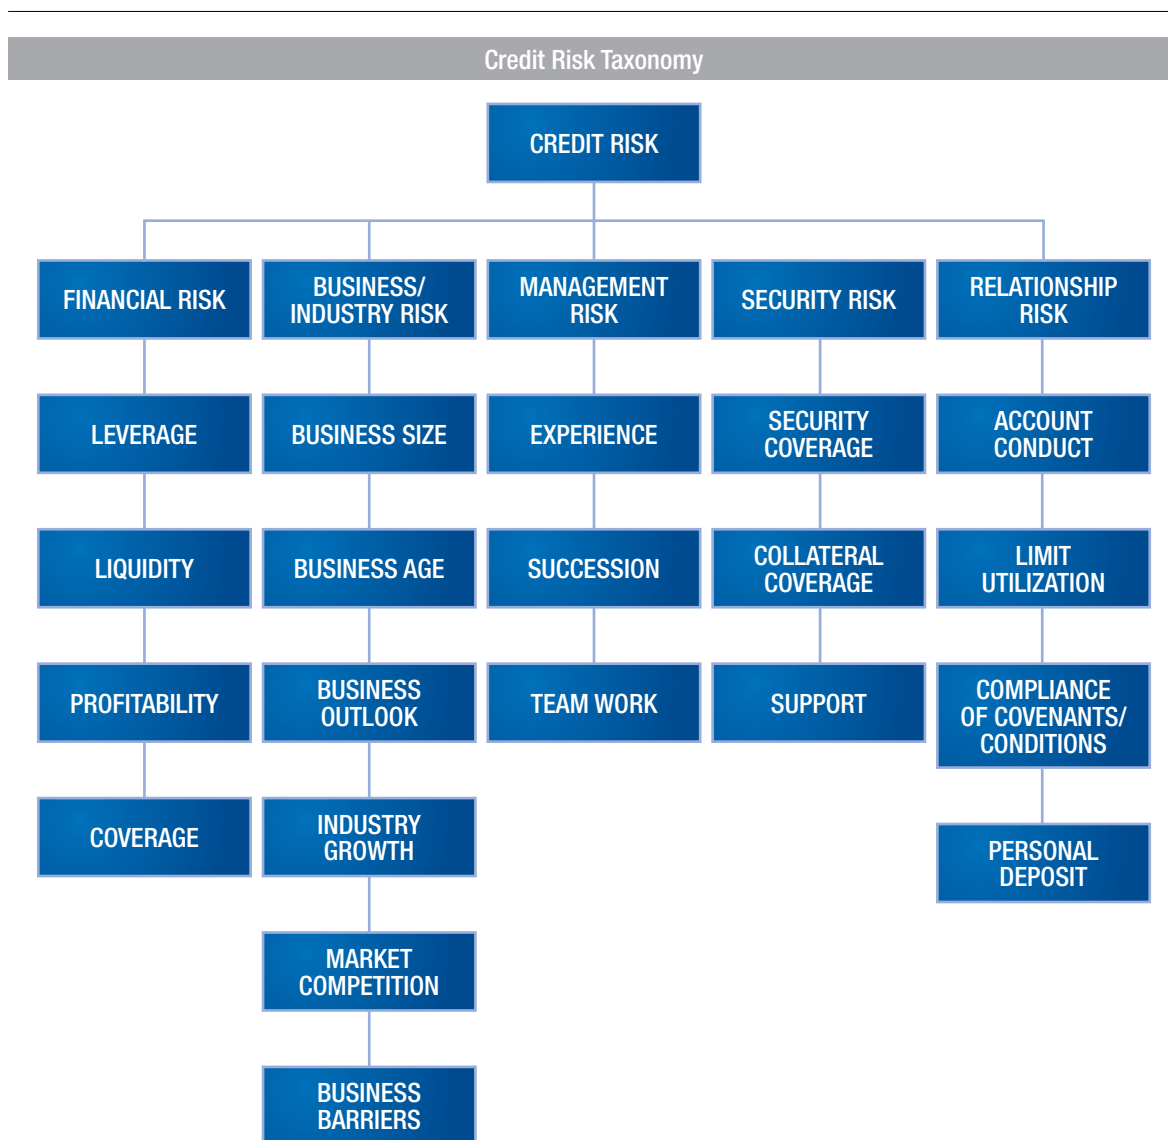 Credit Risk Taxonomy
CREDIT RISK
FINANCIAL RISK
BUSINESS/
INDUSTRY RISK
MANAGEMENT
RISK
SECURITY RISK
RELATIONSHIP
RISK
LEVERAGE
BUSINESS SIZE
EXPERIENCE
SECURITY
COVERAGE
ACCOUNT
CONDUCT
LIQUIDITY
BUSINESS AGE
SUCCESSION
COLLATERAL
COVERAGE
LIMIT
UTILIZATION
PROFITABILITY
BUSINESS
OUTLOOK
TEAM WORK
SUPPORT
COMPLIANCE
OF COVENANTS/
CONDITIONS
COVERAGE
INDUSTRY
GROWTH
PERSONAL
DEPOSIT
MARKET
COMPETITION
BUSINESS
BARRIERS